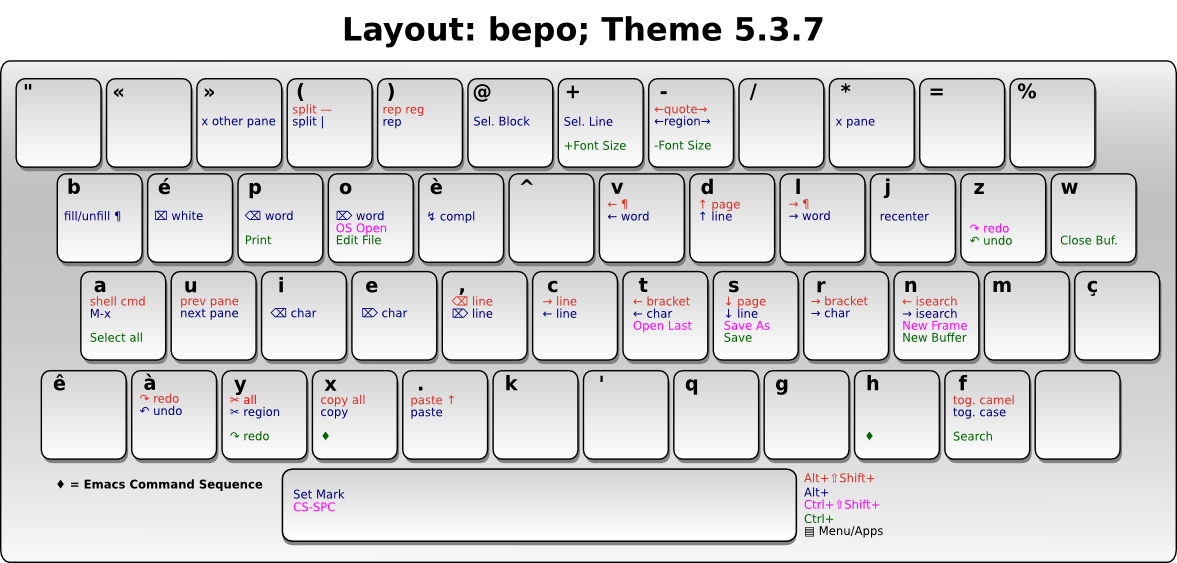 Layout: bepo; Theme 5.3.7
"
«
»
x other pane
(
split —
split |
)
rep reg
rep
@
Sel. Block
+
Sel. Line
+Font Size
-
←quote→
←region→
-Font Size
/
*
x pane
=
%
b
fill/unfill ¶
é
⌧ white
p
⌫ word
Print
o
⌦ word
OS Open
Edit File
è
↯ compl
^
v
← ¶
← word
d
↑ page
↑ line
l
→ ¶
→ word
j
recenter
z
↷ redo
↶ undo
w
Close Buf.
a
shell cmd
M-x
Select all
u
prev pane
next pane
i
⌫ char
e
⌦ char
,
⌫ line
⌦ line
c
→ line
← line
t
← bracket
← char
Open Last
s
↓ page
↓ line
Save As
Save
r
→ bracket
→ char
n
← isearch
→ isearch
New Frame
New Buffer
m
ç
ê
à
↷ redo
↶ undo
y
✂ all
✂ region
↷ redo
x
copy all
copy
♦
.
paste ↑
paste
k
'
q
g
h
♦
f
tog. camel
tog. case
Search
♦ = Emacs Command Sequence
Set Mark
CS-SPC
Alt+⇧Shift+
Alt+
Ctrl+⇧Shift+
Ctrl+
▤ Menu/Apps